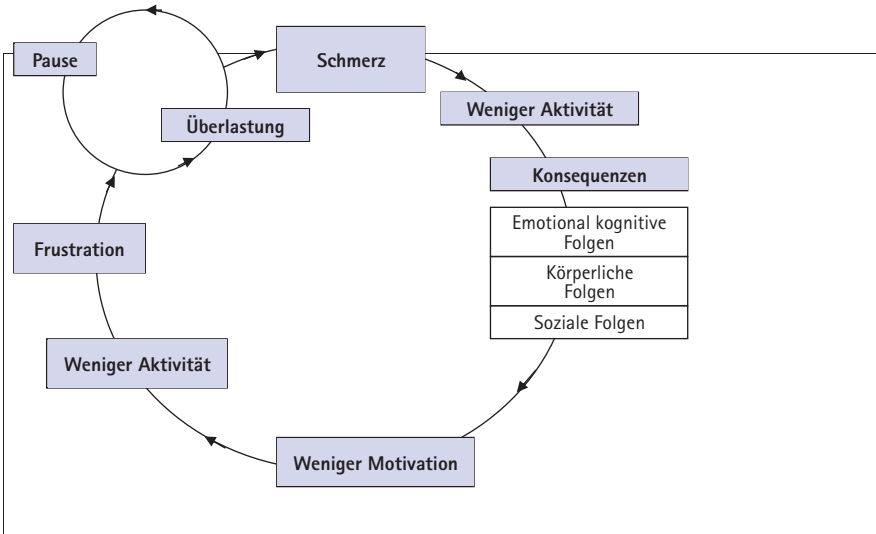 Pause
Schmerz
Überlastung
Weniger Aktivität
Konsequenzen
Emotional kognitive
Folgen
Körperliche
Folgen
Soziale Folgen
Weniger Motivation
Weniger Aktivität
Frustration